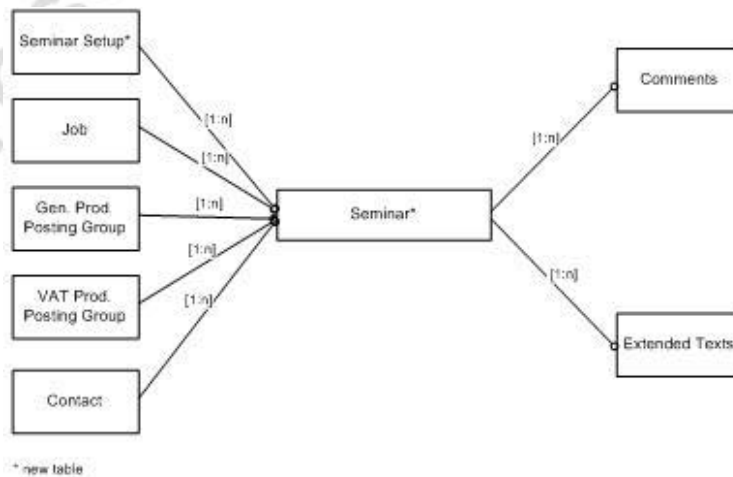 Seminar Setup*
Job
Gen. Prod.
Posting Group
VAT Prod.
Posting Group
Contact
[1:n]
[1:n]
[1:n]
[1:n]
[1:n]
Seminar*
[1:n]
[1:n]
Comments
Extended Texts
* new table